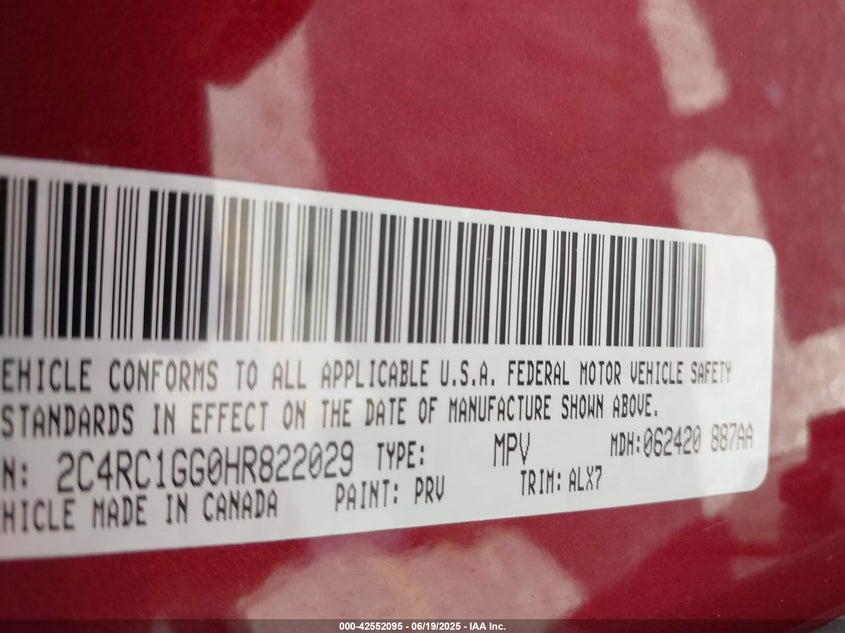 EHICLE CONFORMS TO ALL APPLICABLE U.S.A. FEDERAL MOTOR VEHICLE SAFETY
STANDARDS IN EFFECT ON THE DATE OF MANUFACTURE SHOWN ABOVE.
N: 2C4RC1GG0HR822029 TYPE: MPV MDH:062420 887AA
HICLE MADE IN CANADA PAINT: PRV TRIM: ALX7
000-42552095 - 06/19/2025 - IAA Inc.